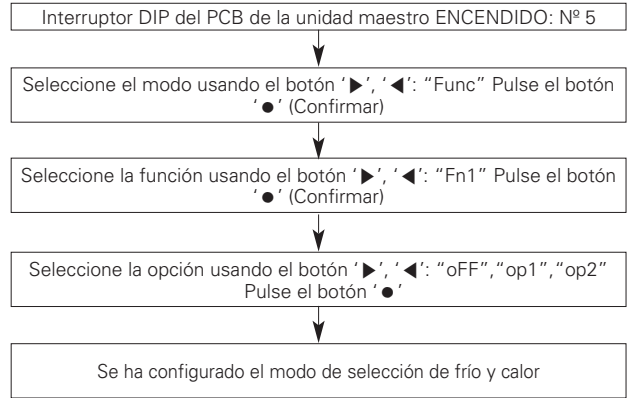 Interruptor DIP del PCB de la unidad maestro ENCENDIDO: Nº 5
Seleccione el modo usando el botón ‘▶’, ‘◀’: “Func” Pulse el botón
‘●’ (Confirmar)
Seleccione la función usando el botón ‘▶’, ‘◀’: “Fn1” Pulse el botón
‘●’ (Confirmar)
Seleccione la opción usando el botón ‘▶’, ‘◀’: “oFF”,“op1”,“op2”
Pulse el botón ‘●’
Se ha configurado el modo de selección de frío y calor